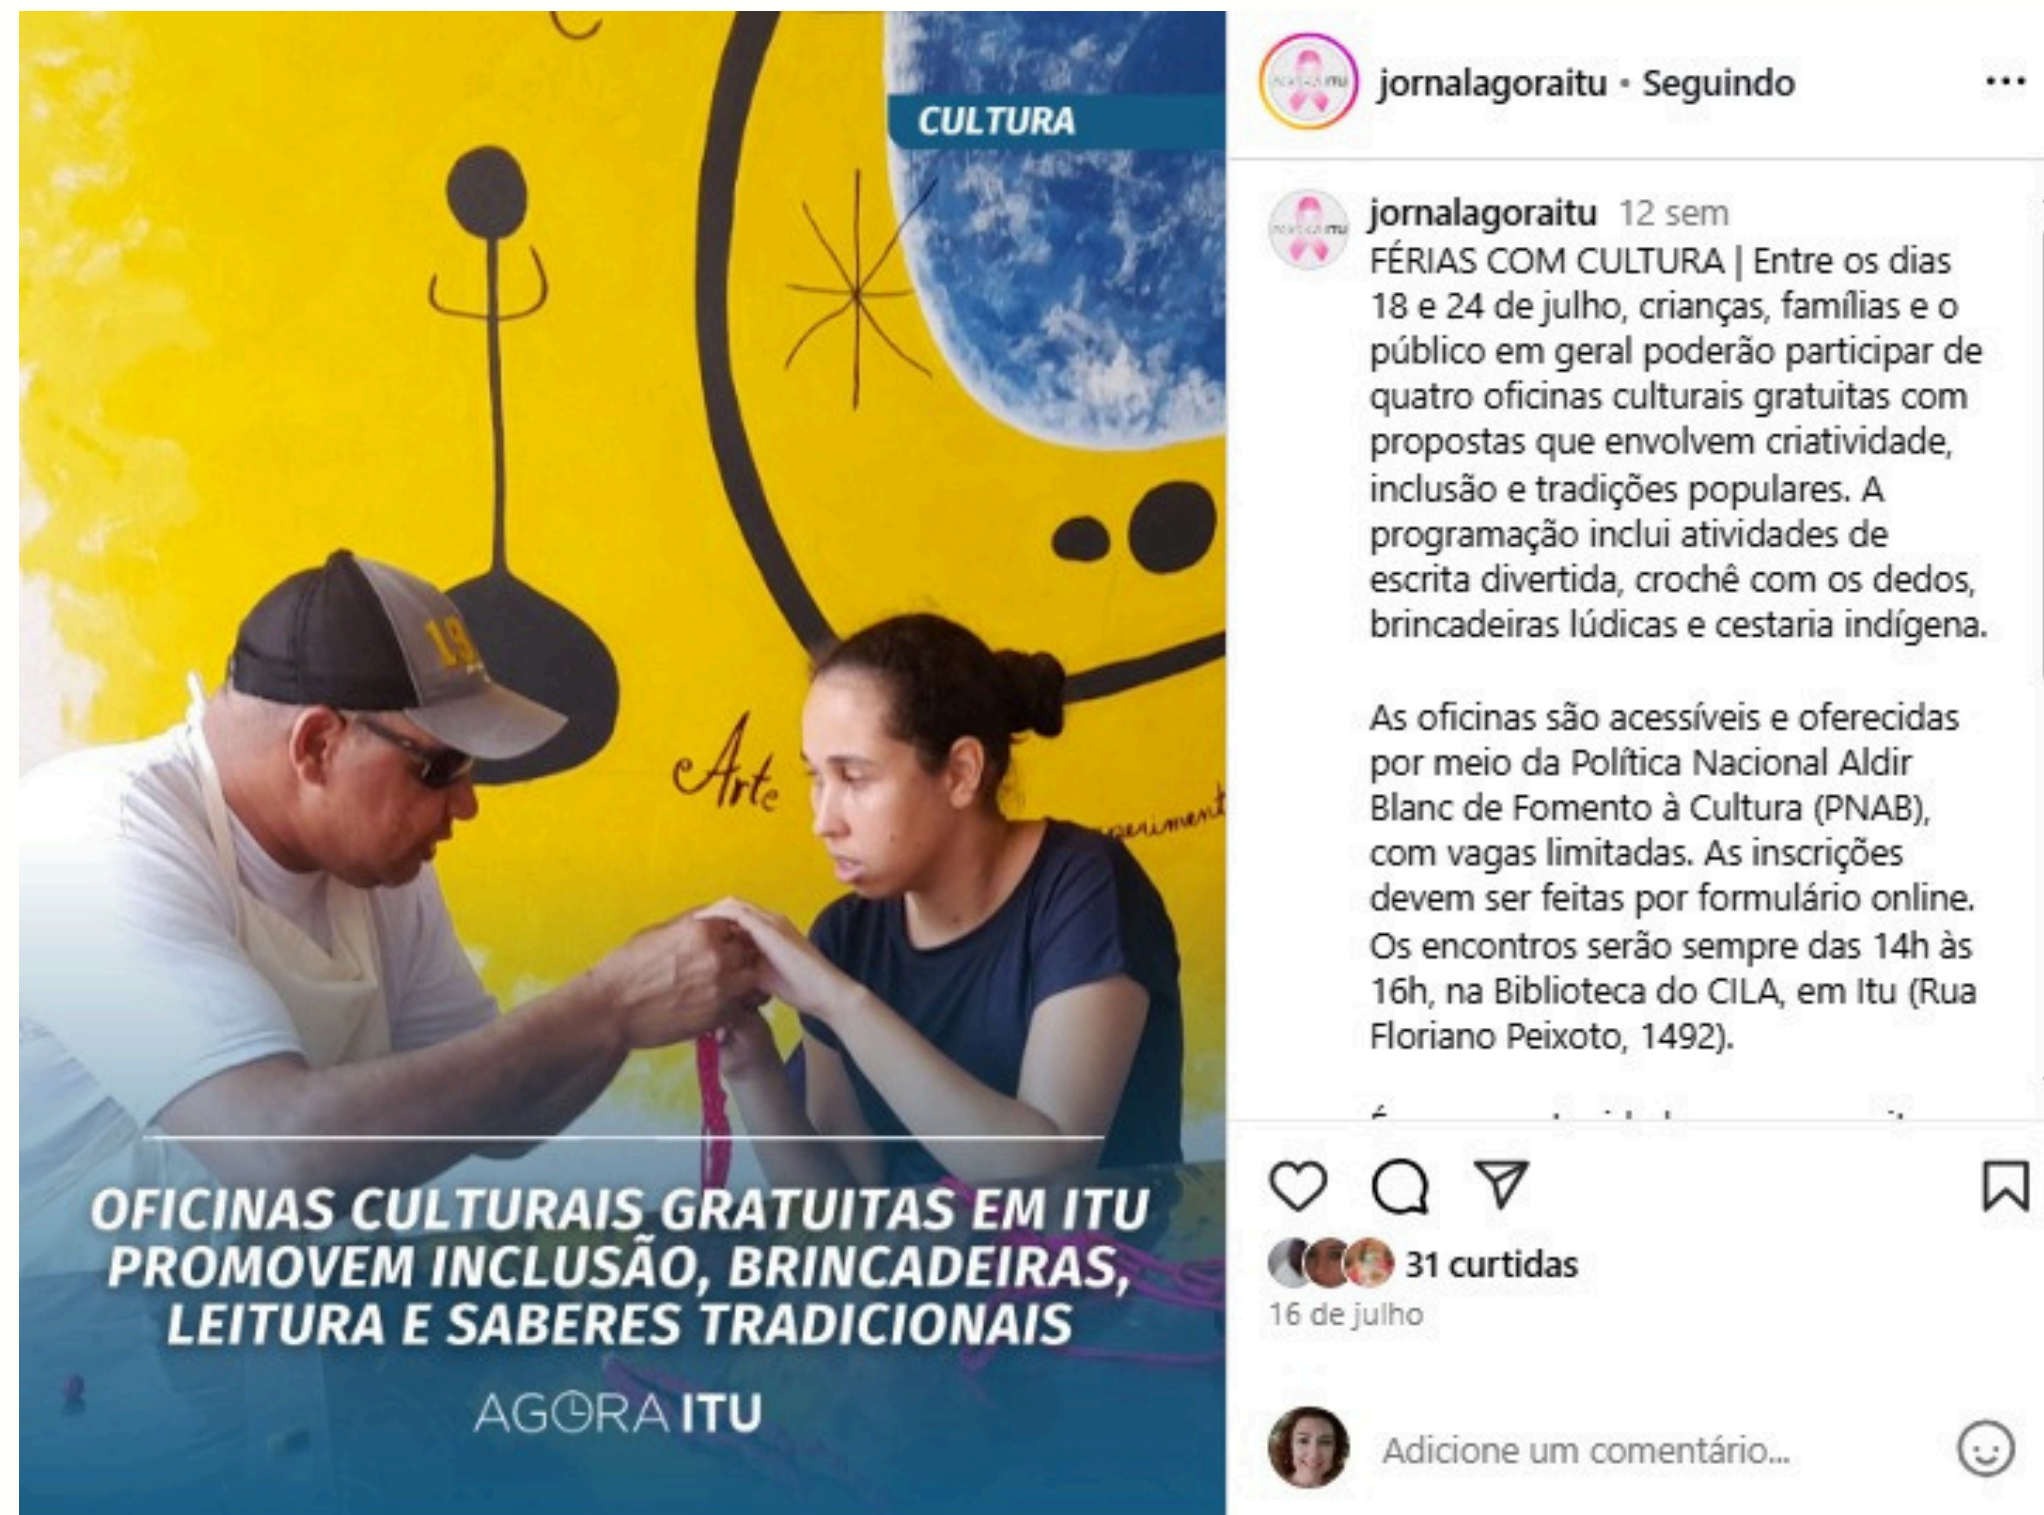 CULTURA
19
Arte
OFICINAS CULTURAIS GRATUITAS EM ITU
PROMOVEM INCLUSÃO, BRINCADEIRAS,
LEITURA E SABERES TRADICIONAIS
AGORA ITU
jornalagoraitu • Seguindo
jornalagoraitu 12 sem
FÉRIAS COM CULTURA | Entre os dias
18 e 24 de julho, crianças, famílias e o
público em geral poderão participar de
quatro oficinas culturais gratuitas com
propostas que envolvem criatividade,
inclusão e tradições populares. A
programação inclui atividades de
escrita divertida, crochê com os dedos,
brincadeiras lúdicas e cestaria indígena.
As oficinas são acessíveis e oferecidas
por meio da Política Nacional Aldir
Blanc de Fomento à Cultura (PNAB),
com vagas limitadas. As inscrições
devem ser feitas por formulário online.
Os encontros serão sempre das 14h às
16h, na Biblioteca do CILA, em Itu (Rua
Floriano Peixoto, 1492).
31 curtidas
16 de julho
Adicione um comentário...